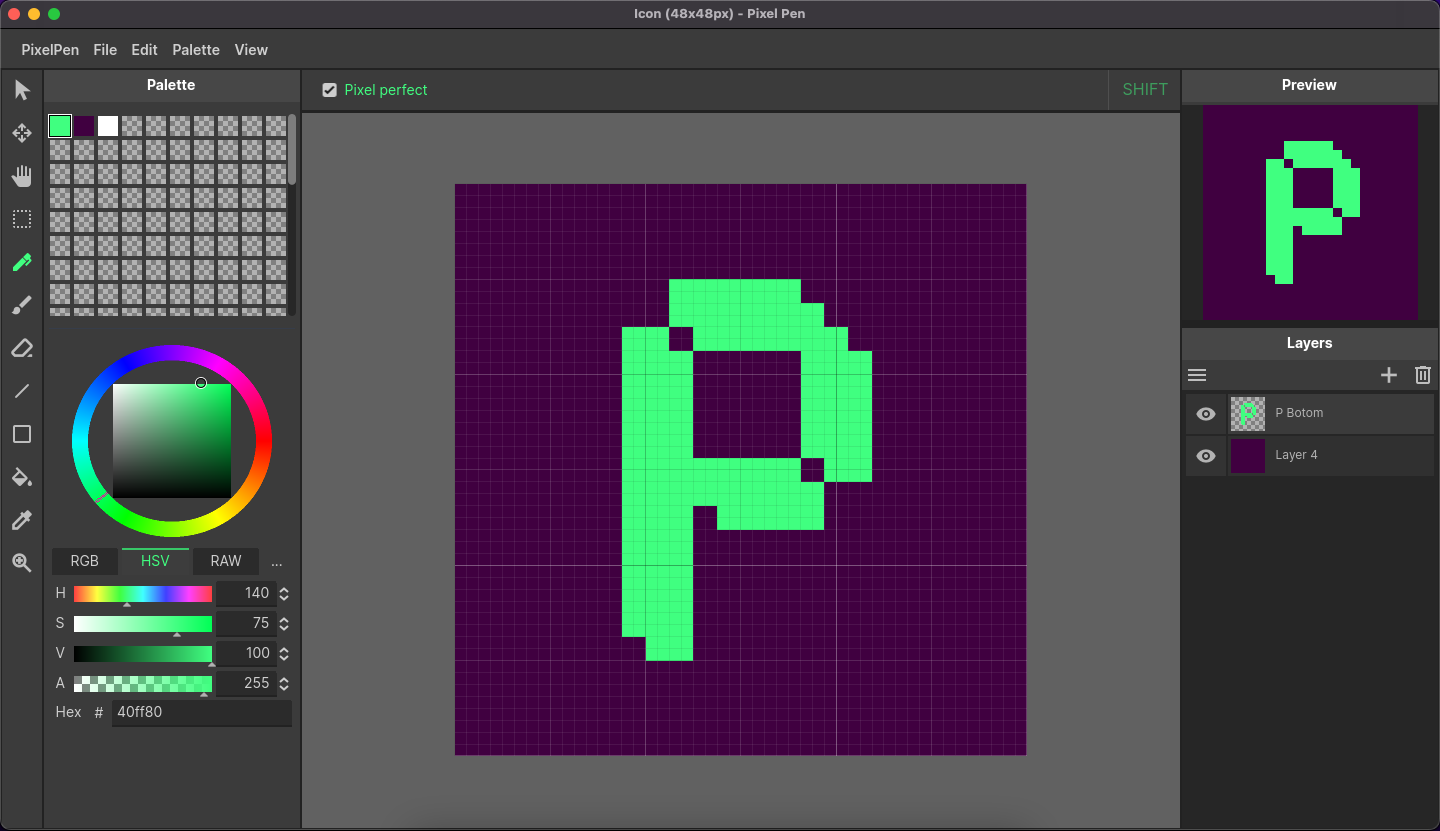 Icon (48x48px) - Pixel Pen
PixelPen File Edit Palette View
Palette
Pixel perfect
SHIFT
Preview
Layers
P Botom
Layer 4
RGB HSV RAW ...
H 140
S 75
V 100
A 255
Hex # 40ff80